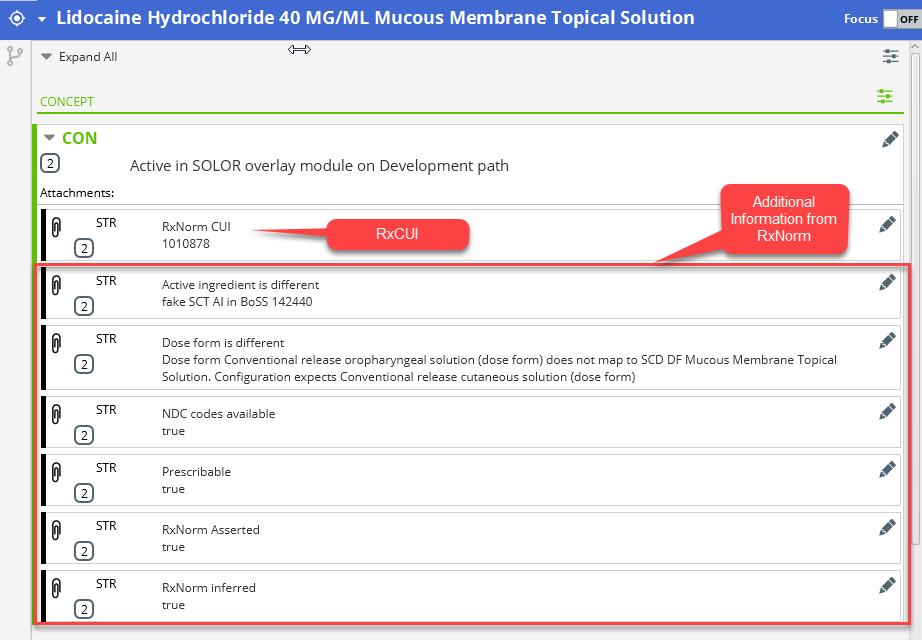 Lidocaine Hydrochloride 40 MG/ML Mucous Membrane Topical Solution
Focus OFF
Expand All
CONCEPT
CON
2
Active in SOLOR overlay module on Development path
Attachments:
STR
2
RxNorm CUI
1010878
RxCUI
Additional
Information from
RxNorm
STR
2
Active ingredient is different
fake SCT AI in BoSS 142440
STR
2
Dose form is different
Dose form Conventional release oropharyngeal solution (dose form) does not map to SCD DF Mucous Membrane Topical
Solution. Configuration expects Conventional release cutaneous solution (dose form)
STR
2
NDC codes available
true
STR
2
Prescribable
true
STR
2
RxNorm Asserted
true
STR
2
RxNorm inferred
true